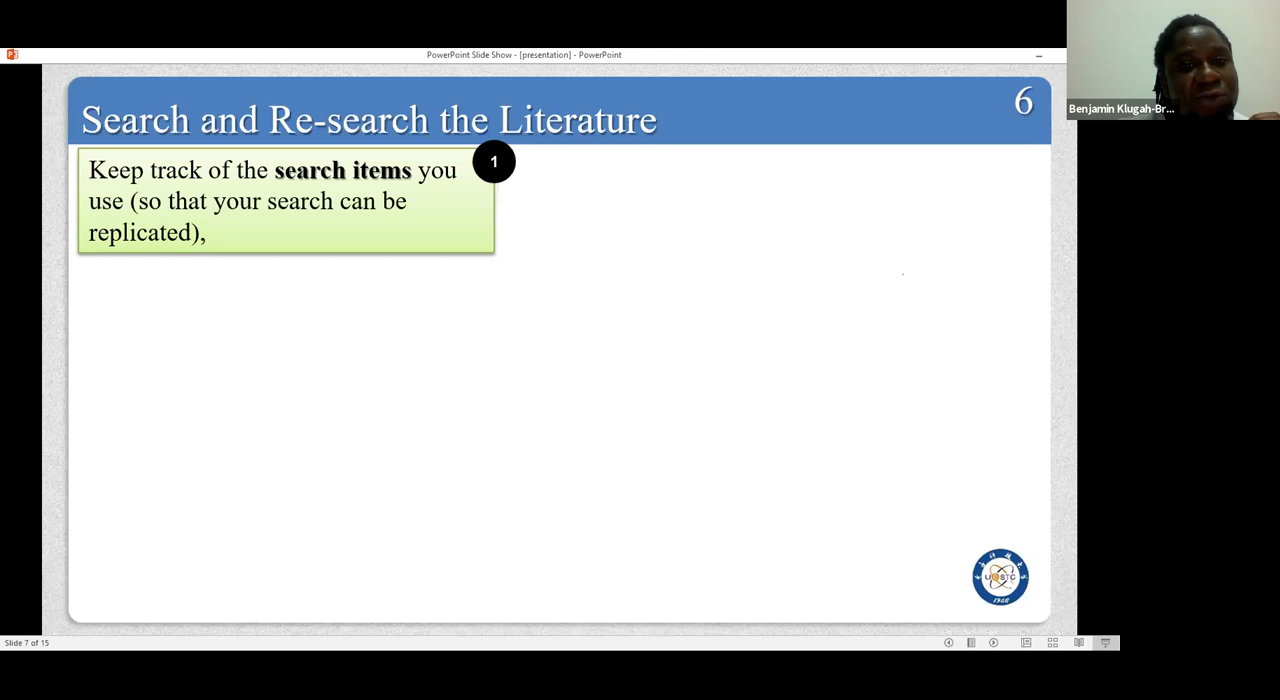 PowerPoint Slide Show - [presentation] - PowerPoint
Benjamin Klugah-Br...
6
Search and Re-search the Literature
1
Keep track of the search items you
use (so that your search can be
replicated),
1956
Slide 7 of 15